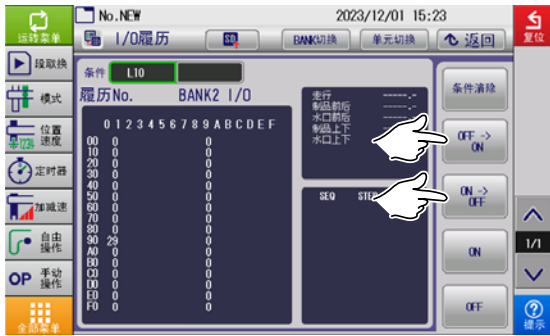 No.NEW 2023/12/01 15:23
运转菜单
I/O履历 SD BANK切换 单元切换 返回
复位
段取换
模式
位置
速度
定时器
加减速
自由
操作
OP 手动
操作
全部菜单
条件 L10
履历No. BANK2 I/O
0 1 2 3 4 5 6 7 8 9 A B C D E F
00 0 0
10 0 0
20 0 0
30 0 0
40 0 0
50 0 0
60 0 0
70 0 0
80 0 0
90 29 0
A0 0 0
B0 0 0
C0 0 0
D0 0 0
E0 0 0
F0 0 0
走行 -----.-
制品前后 -----.-
水口前后
制品上下
水口上下
SEQ STEP
条件清除
OFF ->
ON
ON ->
OFF
ON
OFF
1/1
提示